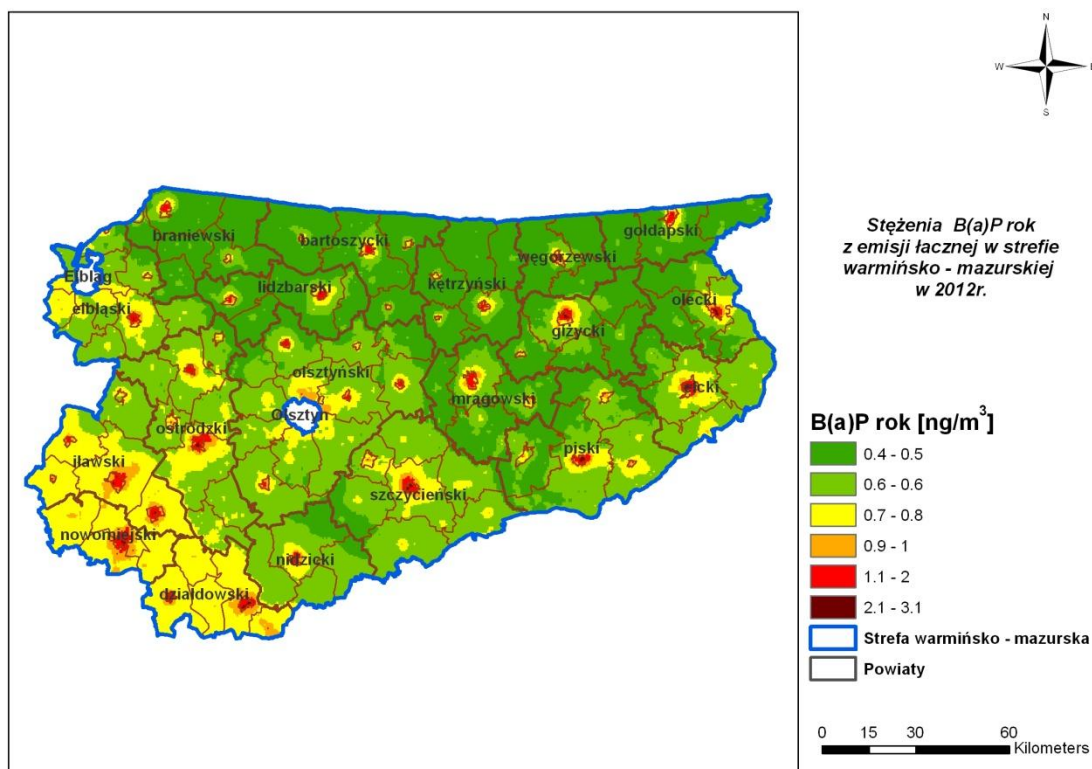 N
W
E
S
Stężenia B(a)P rok
z emisji łacznej w strefie
warmińsko - mazurskiej
w 2012r.
braniewski
bartoszycki
gołdapski
węgorzewski
Elbląg
lidzbarski
kętrzyński
olecki
elbląski
giżycki
olsztyński
ełcki
mrągowski
Olsztyn
ostródzki
iławski
piski
szczycieński
nowomiejski
nidzicki
działdowski
B(a)P rok [ng/m³]
0.4 - 0.5
0.6 - 0.6
0.7 - 0.8
0.9 - 1
1.1 - 2
2.1 - 3.1
Strefa warmińsko - mazurska
Powiaty
0 15 30 60
Kilometers